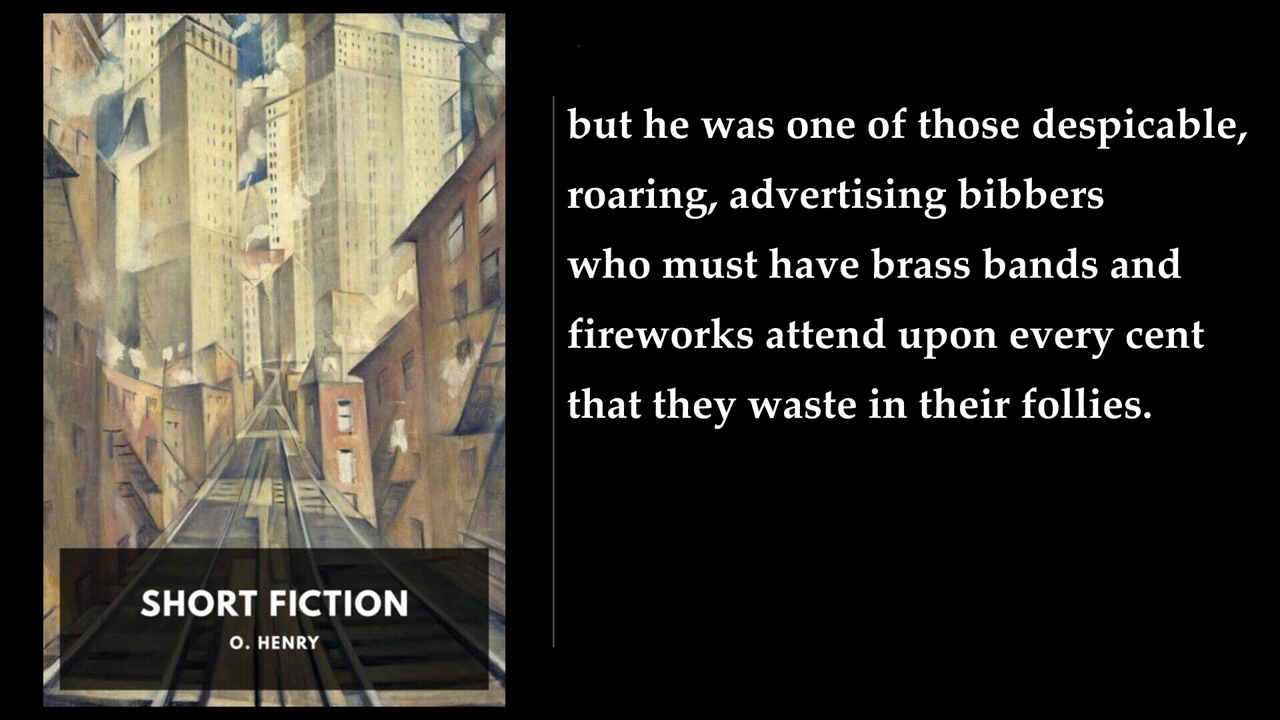 but he was one of those despicable,
roaring, advertising bibbers
who must have brass bands and
fireworks attend upon every cent
that they waste in their follies.
SHORT FICTION
O. HENRY